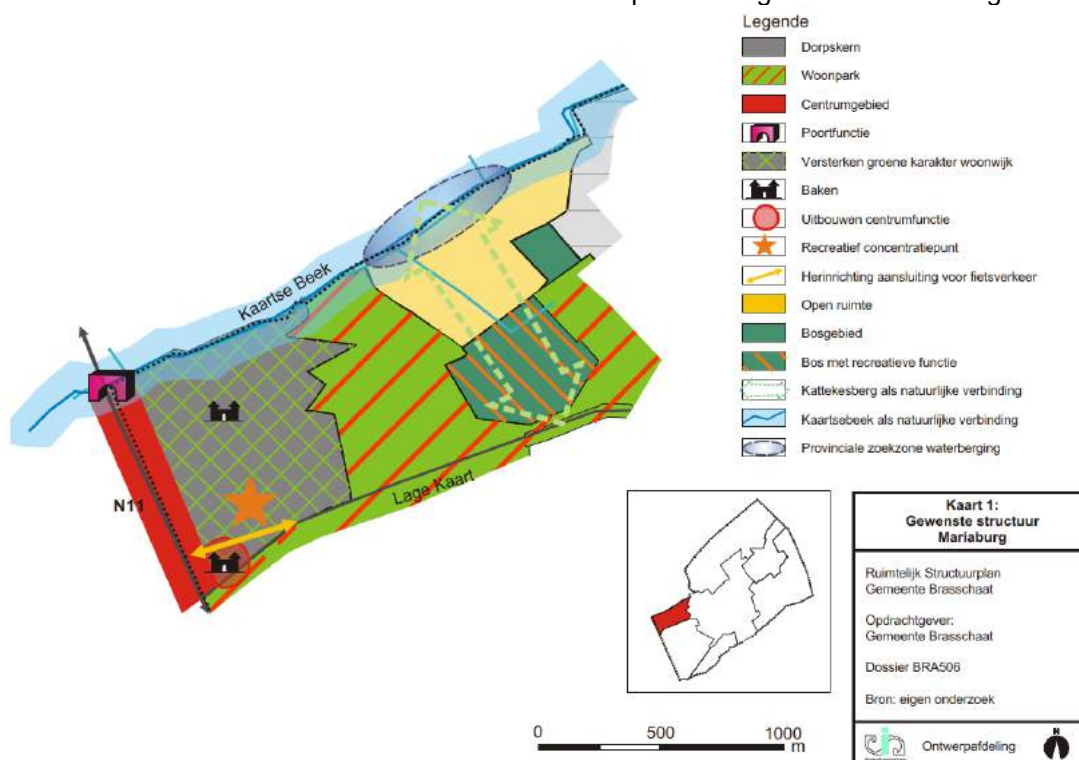 Legende
Dorpskern
Woonpark
Centrumgebied
Poortfunctie
Versterken groene karakter woonwijk
Baken
Uitbouwen centrumfunctie
Recreatief concentratiepunt
Herinrichting aansluiting voor fietsverkeer
Open ruimte
Bosgebied
Bos met recreatieve functie
Kattekesberg als natuurlijke verbinding
Kaartsebeek als natuurlijke verbinding
Provinciale zoekzone waterberging
Kaartse Beek
N11
Lage Kaart
Kaart 1:
Gewenste structuur
Mariaburg
Ruimtelijk Structuurplan
Gemeente Brasschaat
Opdrachtgever:
Gemeente Brasschaat
Dossier BRA506
Bron: eigen onderzoek
Ontwerpafdeling
N
0 500 1000
m